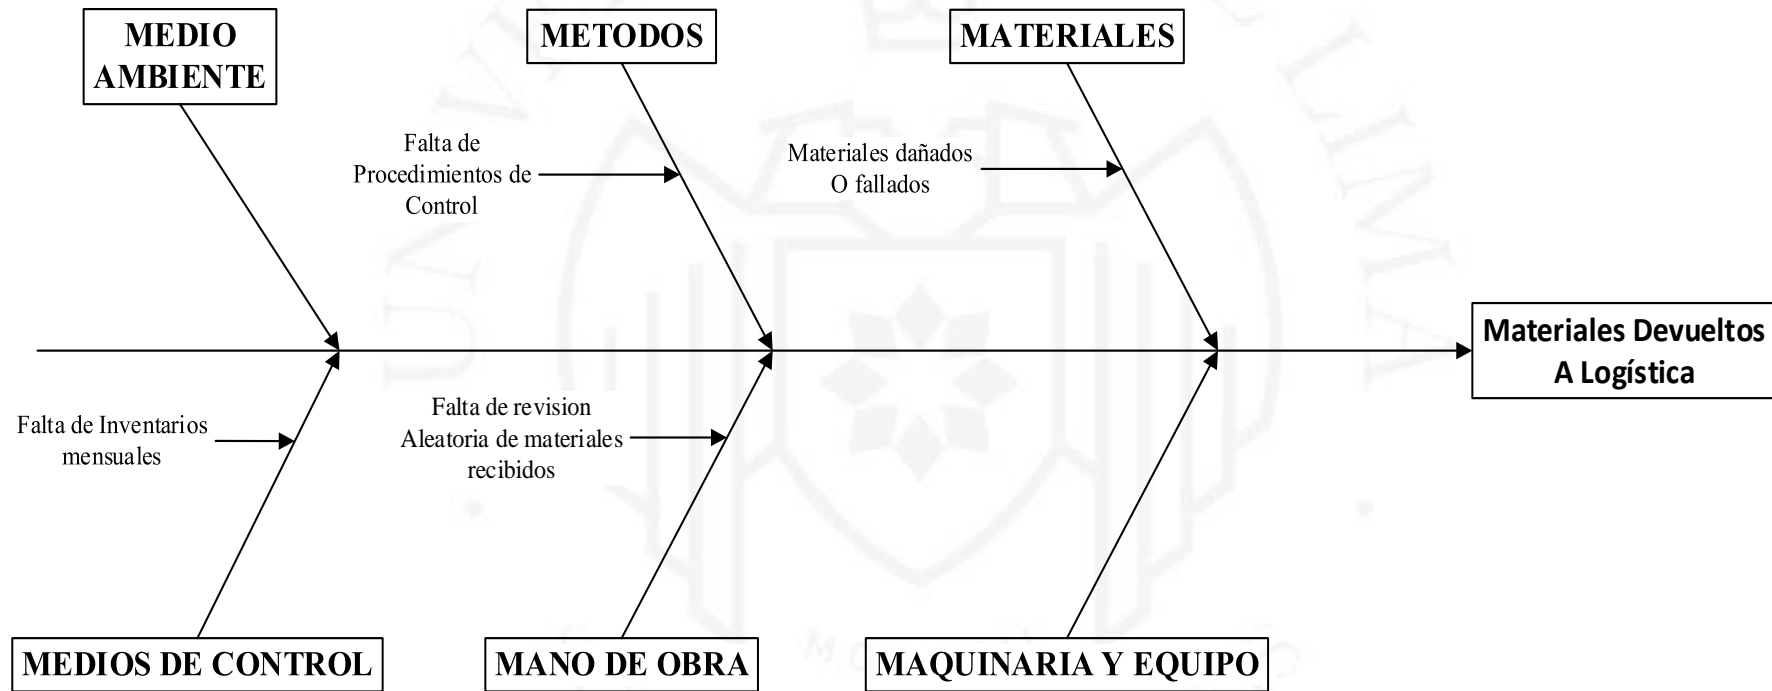 MEDIO
AMBIENTE
METODOS
MATERIALES
Falta de
Procedimientos de
Control
Materiales dañados
O fallados
Materiales Devueltos
A Logística
Falta de Inventarios
mensuales
Falta de revision
Aleatoria de materiales
recibidos
MEDIOS DE CONTROL
MANO DE OBRA
MAQUINARIA Y EQUIPO